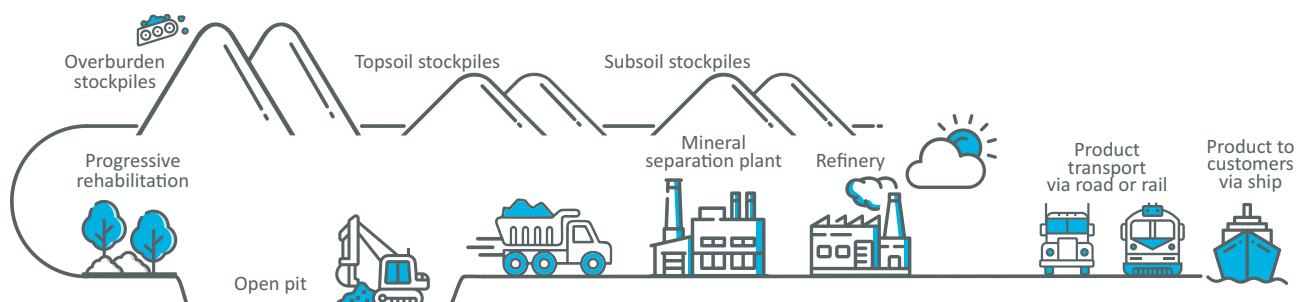 Overburden
stockpiles
Topsoil stockpiles
Subsoil stockpiles
Progressive
rehabilitation
Open pit
Mineral
separation plant
Refinery
Product
transport
via road or rail
Product to
customers
via ship